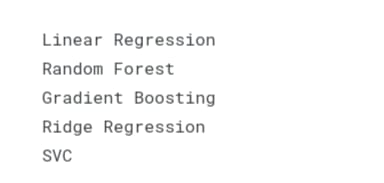 Linear Regression
Random Forest
Gradient Boosting
Ridge Regression
SVC